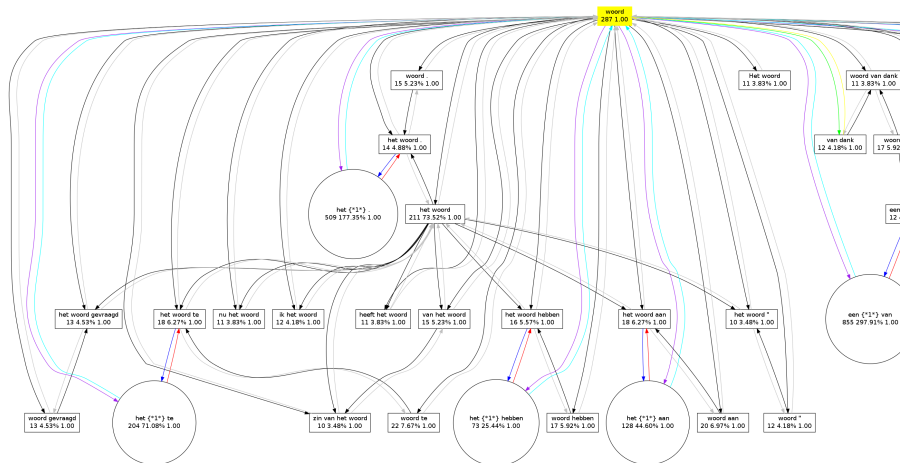 woord
287 1.00
woord .
15 5.23% 1.00
Het woord
11 3.83% 1.00
woord van dank
11 3.83% 1.00
het woord .
14 4.88% 1.00
van dank
12 4.18% 1.00
woord
17 5.92
het {*1*} .
509 177.35% 1.00
het woord
211 73.52% 1.00
een
12
het woord gevraagd
13 4.53% 1.00
het woord te
18 6.27% 1.00
nu het woord
11 3.83% 1.00
ik het woord
12 4.18% 1.00
heeft het woord
11 3.83% 1.00
van het woord
15 5.23% 1.00
het woord hebben
16 5.57% 1.00
het woord aan
18 6.27% 1.00
het woord "
10 3.48% 1.00
een {*1*} van
855 297.91% 1.00
woord gevraagd
13 4.53% 1.00
het {*1*} te
204 71.08% 1.00
zin van het woord
10 3.48% 1.00
woord te
22 7.67% 1.00
het {*1*} hebben
73 25.44% 1.00
woord hebben
17 5.92% 1.00
het {*1*} aan
128 44.60% 1.00
woord aan
20 6.97% 1.00
woord "
12 4.18% 1.00